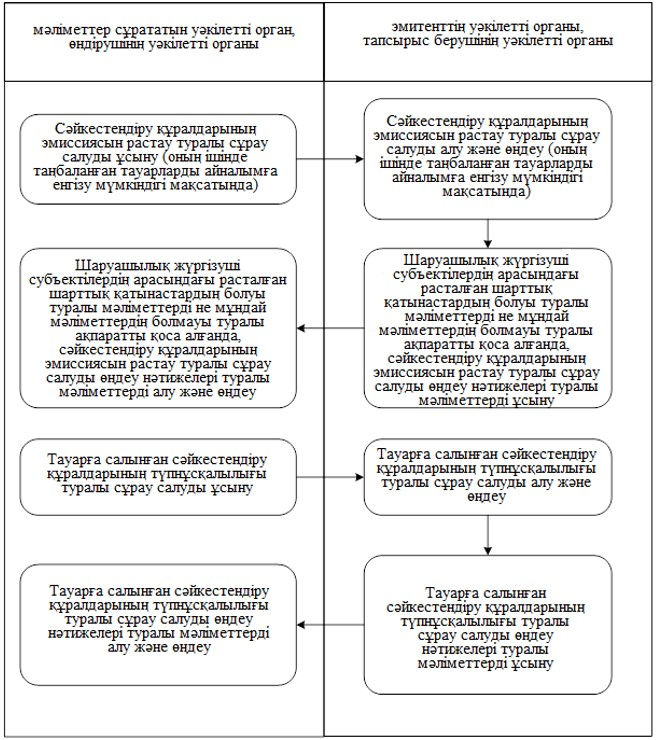 мәліметтер сұрататын уәкілетті орган,
өндірушінің уәкілетті органы
эмитенттің уәкілетті органы,
тапсырыс берушінің уәкілетті органы
Сәйкестендіру құралдарының
эмиссиясын растау туралы сұрау
салуды ұсыну (оның ішінде
таңбаланған тауарларды айналымға
енгізу мүмкіндігі мақсатында)
Сәйкестендіру құралдарының
эмиссиясын растау туралы сұрау
салуды алу және өңдеу (оның
ішінде таңбаланған тауарларды
айналымға енгізу мүмкіндігі
мақсатында)
Шаруашылық жүргізуші
субъектілердің арасындағы
расталған шарттық
қатынастардың болуы туралы
мәліметтерді не мұндай
мәліметтердің болмауы туралы
ақпаратты қоса алғанда,
сәйкестендіру құралдарының
эмиссиясын растау туралы сұрау
салуды өңдеу нәтижелері туралы
мәліметтерді ұсыну
Шаруашылық жүргізуші
субъектілердің арасындағы расталған
шарттық қатынастардың болуы
туралы мәліметтерді не мұндай
мәліметтердің болмауы туралы
ақпаратты қоса алғанда,
сәйкестендіру құралдарының
эмиссиясын растау туралы сұрау
салуды өңдеу нәтижелері туралы
мәліметтерді алу және өңдеу
Тауарға салынған сәйкестендіру
құралдарының түпнұсқалылығы
туралы сұрау салуды ұсыну
Тауарға салынған сәйкестендіру
құралдарының түпнұсқалылығы
туралы сұрау салуды алу және
өңдеу
Тауарға салынған
сәйкестендіру құралдарының
түпнұсқалылығы туралы
сұрау салуды өңдеу
нәтижелері туралы
мәліметтерді ұсыну
Тауарға салынған сәйкестендіру
құралдарының түпнұсқалылығы
туралы сұрау салуды өңдеу
нәтижелері туралы мәліметтерді
алу және өңдеу